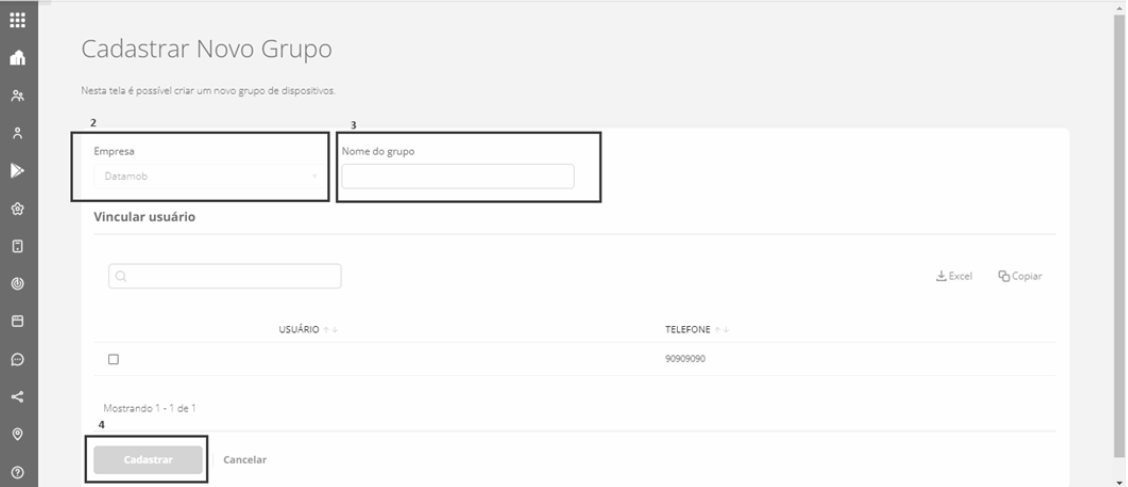 Cadastrar Novo Grupo
Nesta tela é possível criar um novo grupo de dispositivos.
2
3
Empresa
Nome do grupo
Datamob
Vincular usuário
Excel
Copiar
USUÁRIO
TELEFONE
90909090
Mostrando 1 - 1 de 1
4
Cadastrar
Cancelar